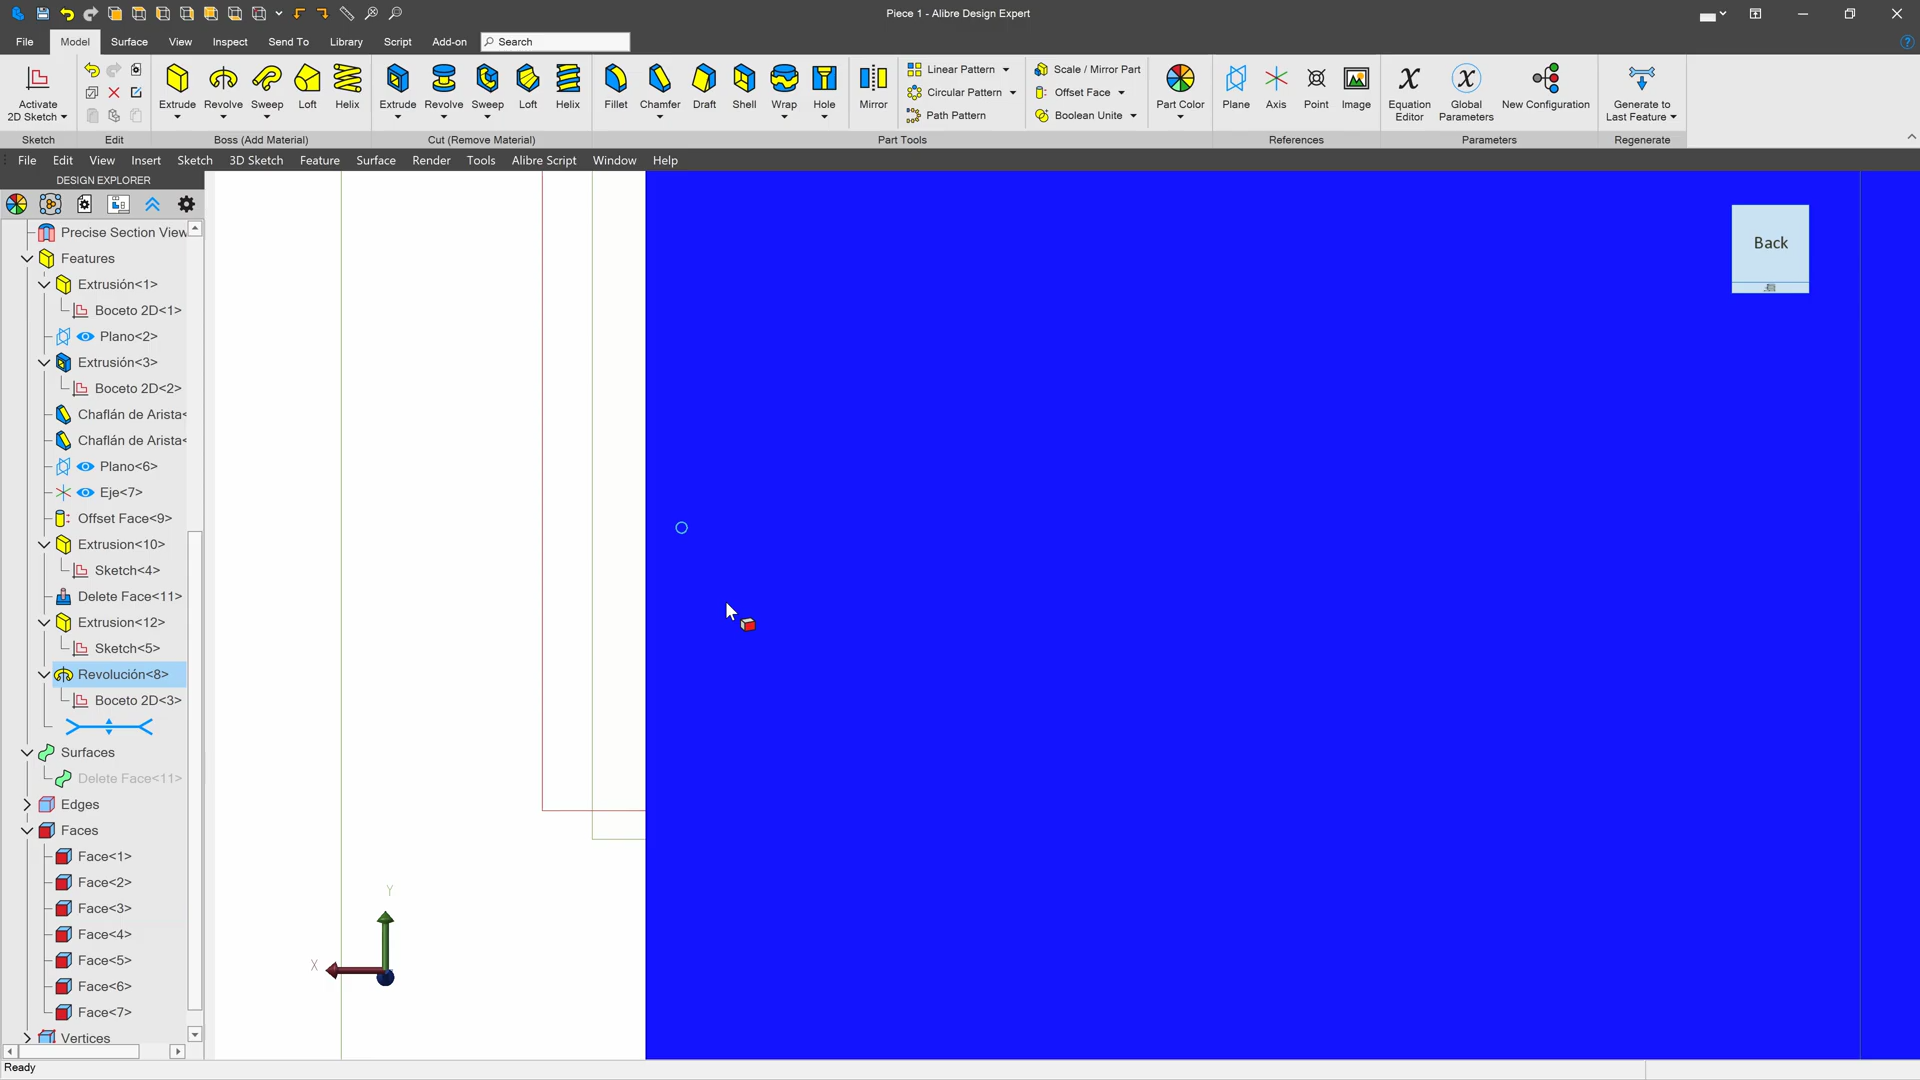 Piece 1 - Alibre Design Expert
File Model Surface View Inspect Send To Library Script Add-on Search
Activate
2D Sketch
Extrude Revolve Sweep Loft Helix
Extrude Revolve Sweep Loft Helix
Fillet Chamfer Draft Shell Wrap Hole
Mirror
Linear Pattern
Circular Pattern
Path Pattern
Scale / Mirror Part
Offset Face
Boolean Unite
Part Color
Plane Axis Point Image
Equation
Editor
Global
Parameters
New Configuration
Generate to
Last Feature
Sketch Edit Boss (Add Material) Cut (Remove Material) Part Tools References Parameters Regenerate
File Edit View Insert Sketch 3D Sketch Feature Surface Render Tools Alibre Script Window Help
DESIGN EXPLORER
Precise Section View
Features
Extrusión<1>
Boceto 2D<1>
Plano<2>
Extrusión<3>
Boceto 2D<2>
Chaflán de Arista<
Chaflán de Arista<
Plano<6>
Eje<7>
Offset Face<9>
Extrusion<10>
Sketch<4>
Delete Face<11>
Extrusion<12>
Sketch<5>
Revolución<8>
Boceto 2D<3>
Surfaces
Delete Face<11>
Edges
Faces
Face<1>
Face<2>
Face<3>
Face<4>
Face<5>
Face<6>
Face<7>
Vertices
Back
Y
X
Ready